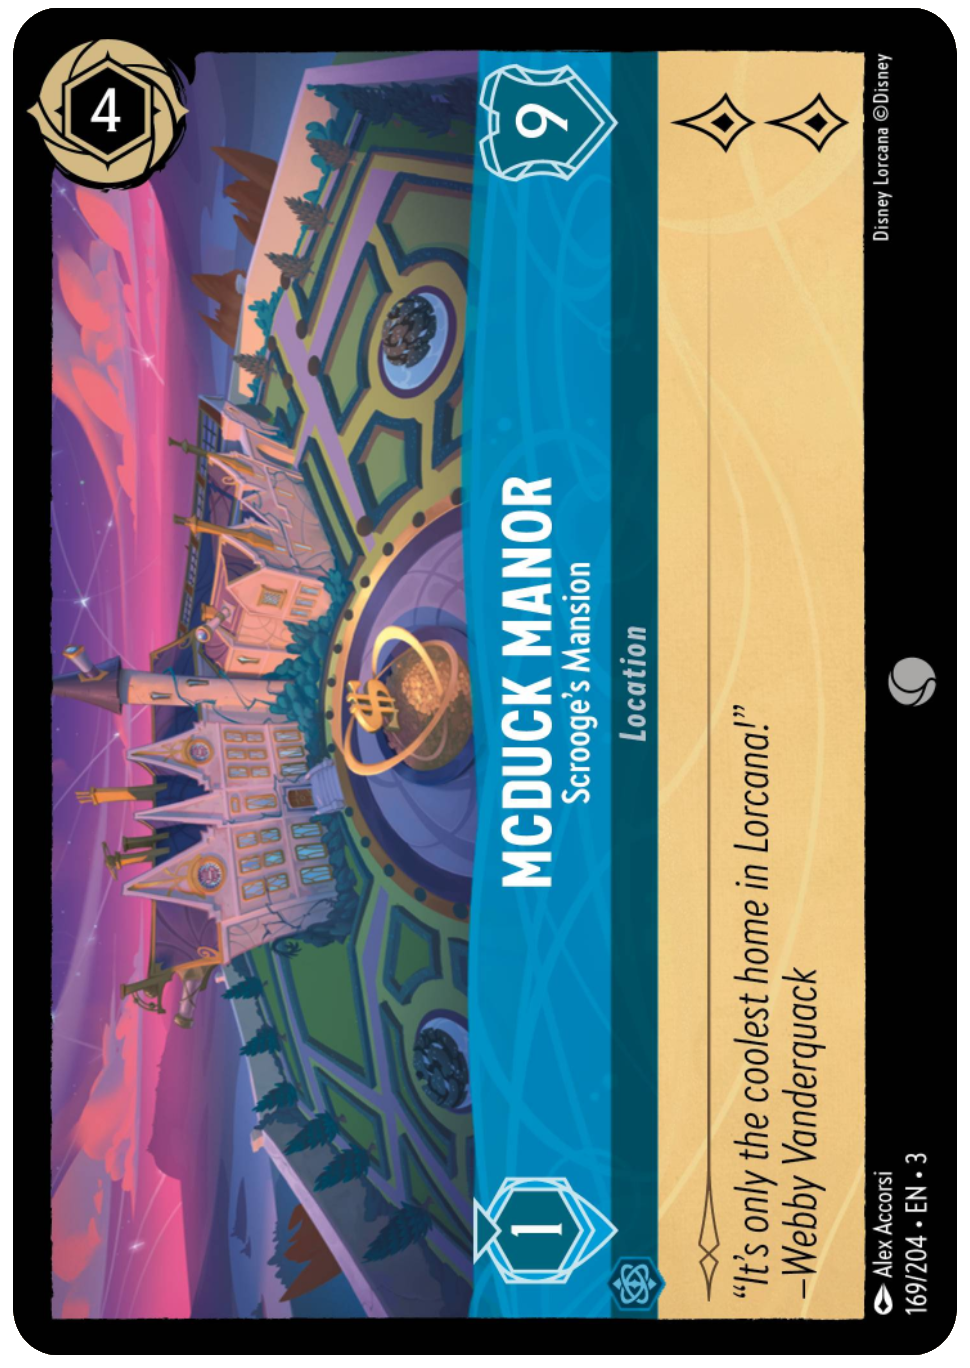 4
1
MCDUCK MANOR
Scrooge's Mansion
9
Location
“It's only the coolest home in Lorcana!”
–Webby Vanderquack
Alex Accorsi
169/204 • EN • 3
Disney Lorcana ©Disney